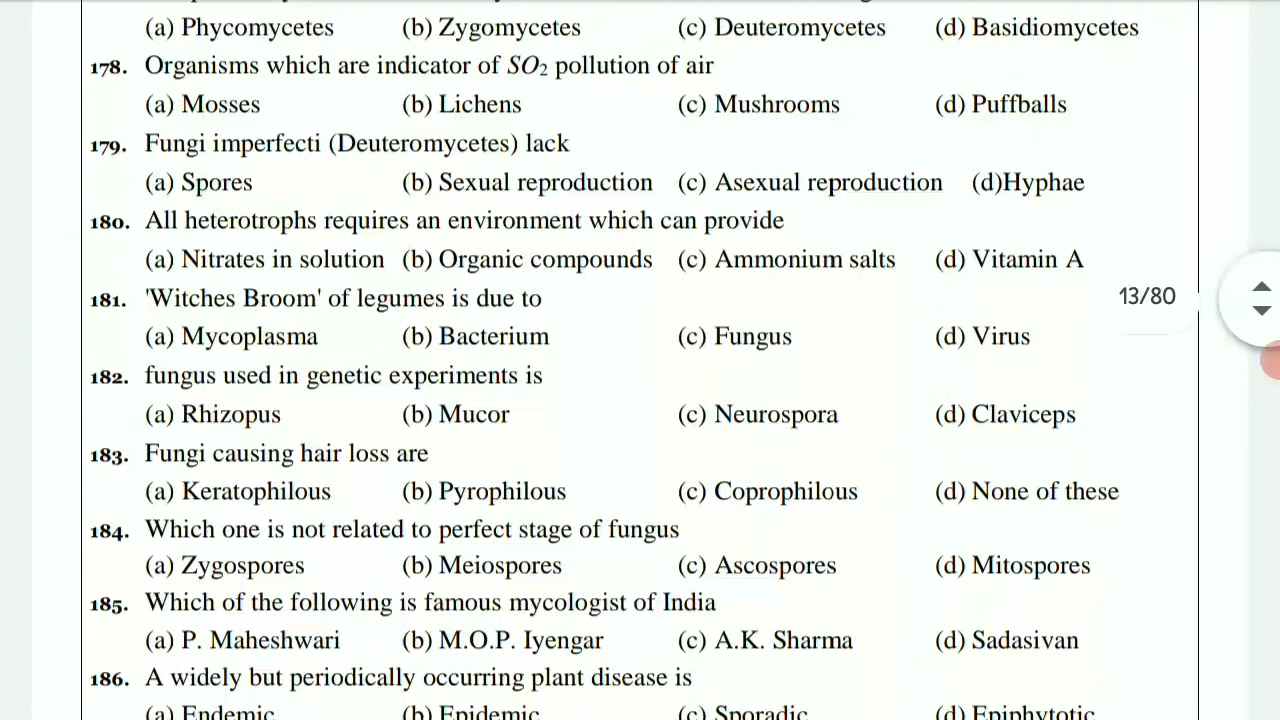 (a) Phycomycetes (b) Zygomycetes (c) Deuteromycetes (d) Basidiomycetes
178. Organisms which are indicator of SO2 pollution of air
(a) Mosses (b) Lichens (c) Mushrooms (d) Puffballs
179. Fungi imperfecti (Deuteromycetes) lack
(a) Spores (b) Sexual reproduction (c) Asexual reproduction (d)Hyphae
180. All heterotrophs requires an environment which can provide
(a) Nitrates in solution (b) Organic compounds (c) Ammonium salts (d) Vitamin A
13/80
181. 'Witches Broom' of legumes is due to
(a) Mycoplasma (b) Bacterium (c) Fungus (d) Virus
182. fungus used in genetic experiments is
(a) Rhizopus (b) Mucor (c) Neurospora (d) Claviceps
183. Fungi causing hair loss are
(a) Keratophilous (b) Pyrophilous (c) Coprophilous (d) None of these
184. Which one is not related to perfect stage of fungus
(a) Zygospores (b) Meiospores (c) Ascospores (d) Mitospores
185. Which of the following is famous mycologist of India
(a) P. Maheshwari (b) M.O.P. Iyengar (c) A.K. Sharma (d) Sadasivan
186. A widely but periodically occurring plant disease is
(a) Endemic (b) Epidemic (c) Sporadic (d) Epiphytotic